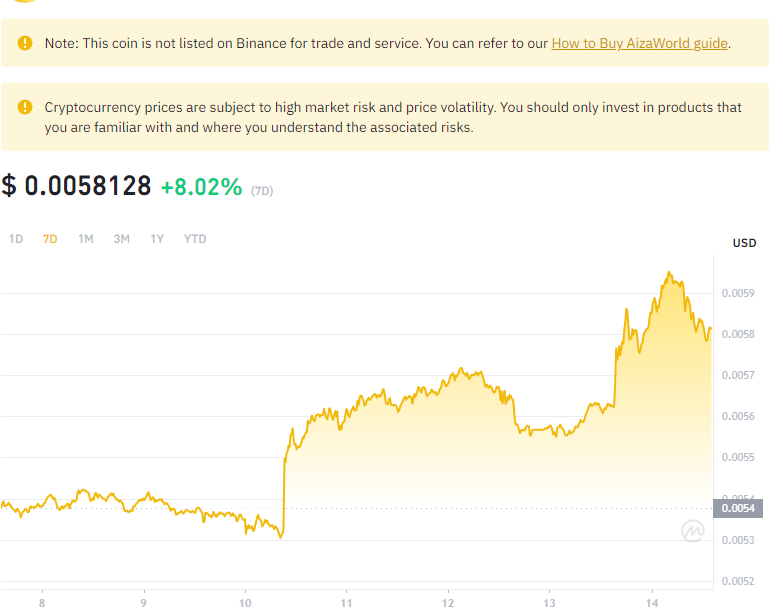 Note: This coin is not listed on Binance for trade and service. You can refer to our How to Buy AizaWorld guide.
Cryptocurrency prices are subject to high market risk and price volatility. You should only invest in products that
you are familiar with and where you understand the associated risks.
$ 0.0058128 +8.02% (7D)
1D 7D 1M 3M 1Y YTD
USD
0.0059
0.0058
0.0057
0.0056
0.0055
0.0054
0.0054
0.0053
0.0052
8 9 10 11 12 13 14